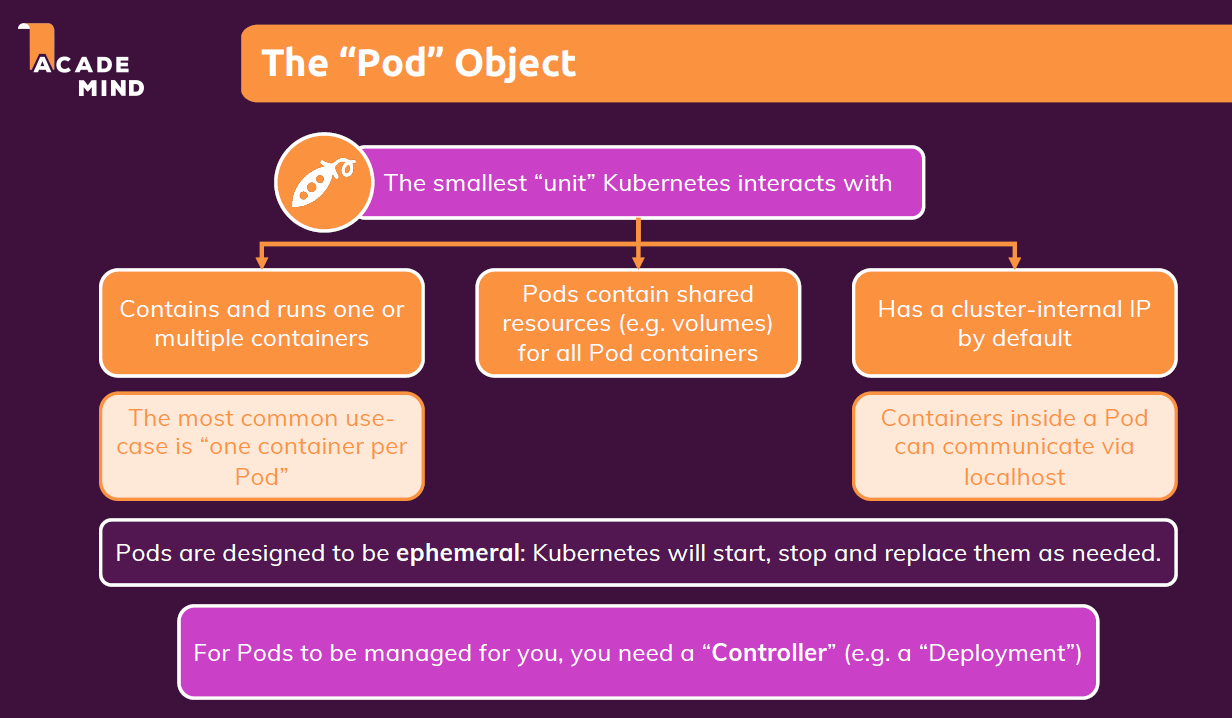 ACADE
MIND
The “Pod” Object
The smallest “unit” Kubernetes interacts with
Contains and runs one or
multiple containers
Pods contain shared
resources (e.g. volumes)
for all Pod containers
Has a cluster-internal IP
by default
The most common use-
case is “one container per
Pod”
Containers inside a Pod
can communicate via
localhost
Pods are designed to be ephemeral: Kubernetes will start, stop and replace them as needed.
For Pods to be managed for you, you need a “Controller” (e.g. a “Deployment”)